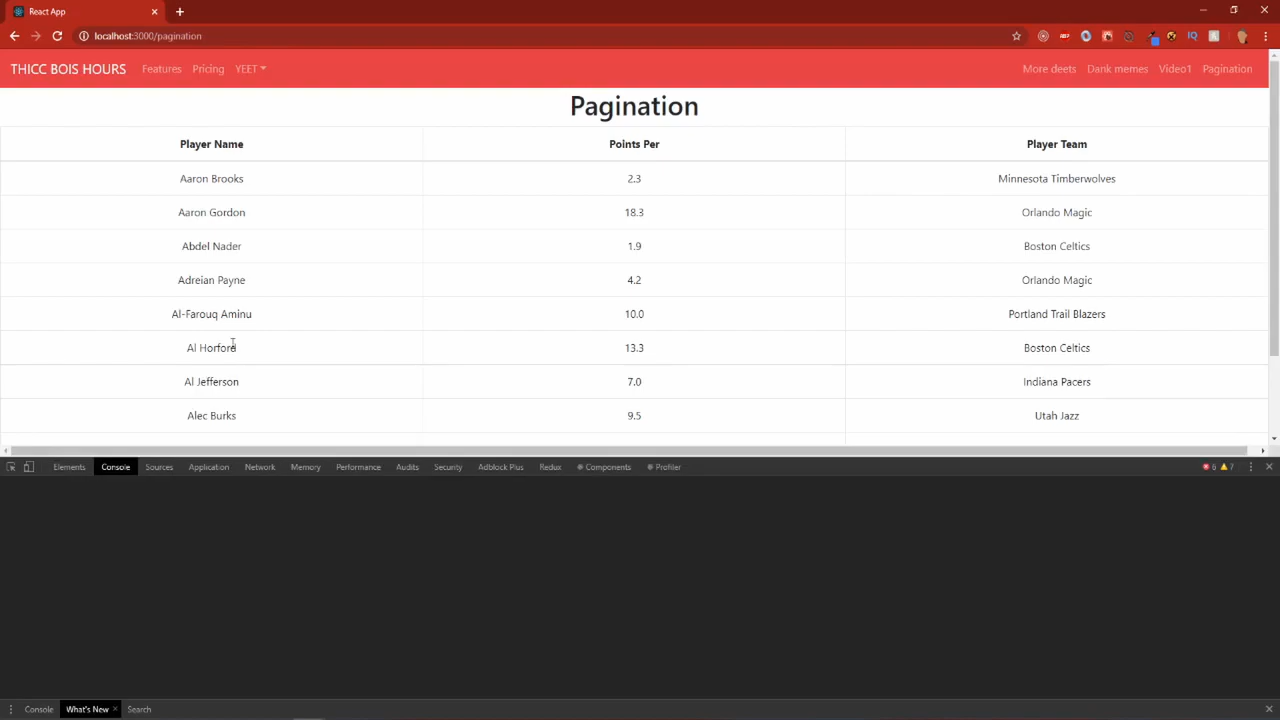 React App
localhost:3000/pagination
THICC BOIS HOURS Features Pricing YEET More deets Dank memes Video1 Pagination
Pagination
Player Name Points Per Player Team
Aaron Brooks 2.3 Minnesota Timberwolves
Aaron Gordon 18.3 Orlando Magic
Abdel Nader 1.9 Boston Celtics
Adreian Payne 4.2 Orlando Magic
Al-Farouq Aminu 10.0 Portland Trail Blazers
Al Horford 13.3 Boston Celtics
Al Jefferson 7.0 Indiana Pacers
Alec Burks 9.5 Utah Jazz
Elements Console Sources Application Network Memory Performance Audits Security Adblock Plus Redux Components Profiler 6 7
Console What's New Search